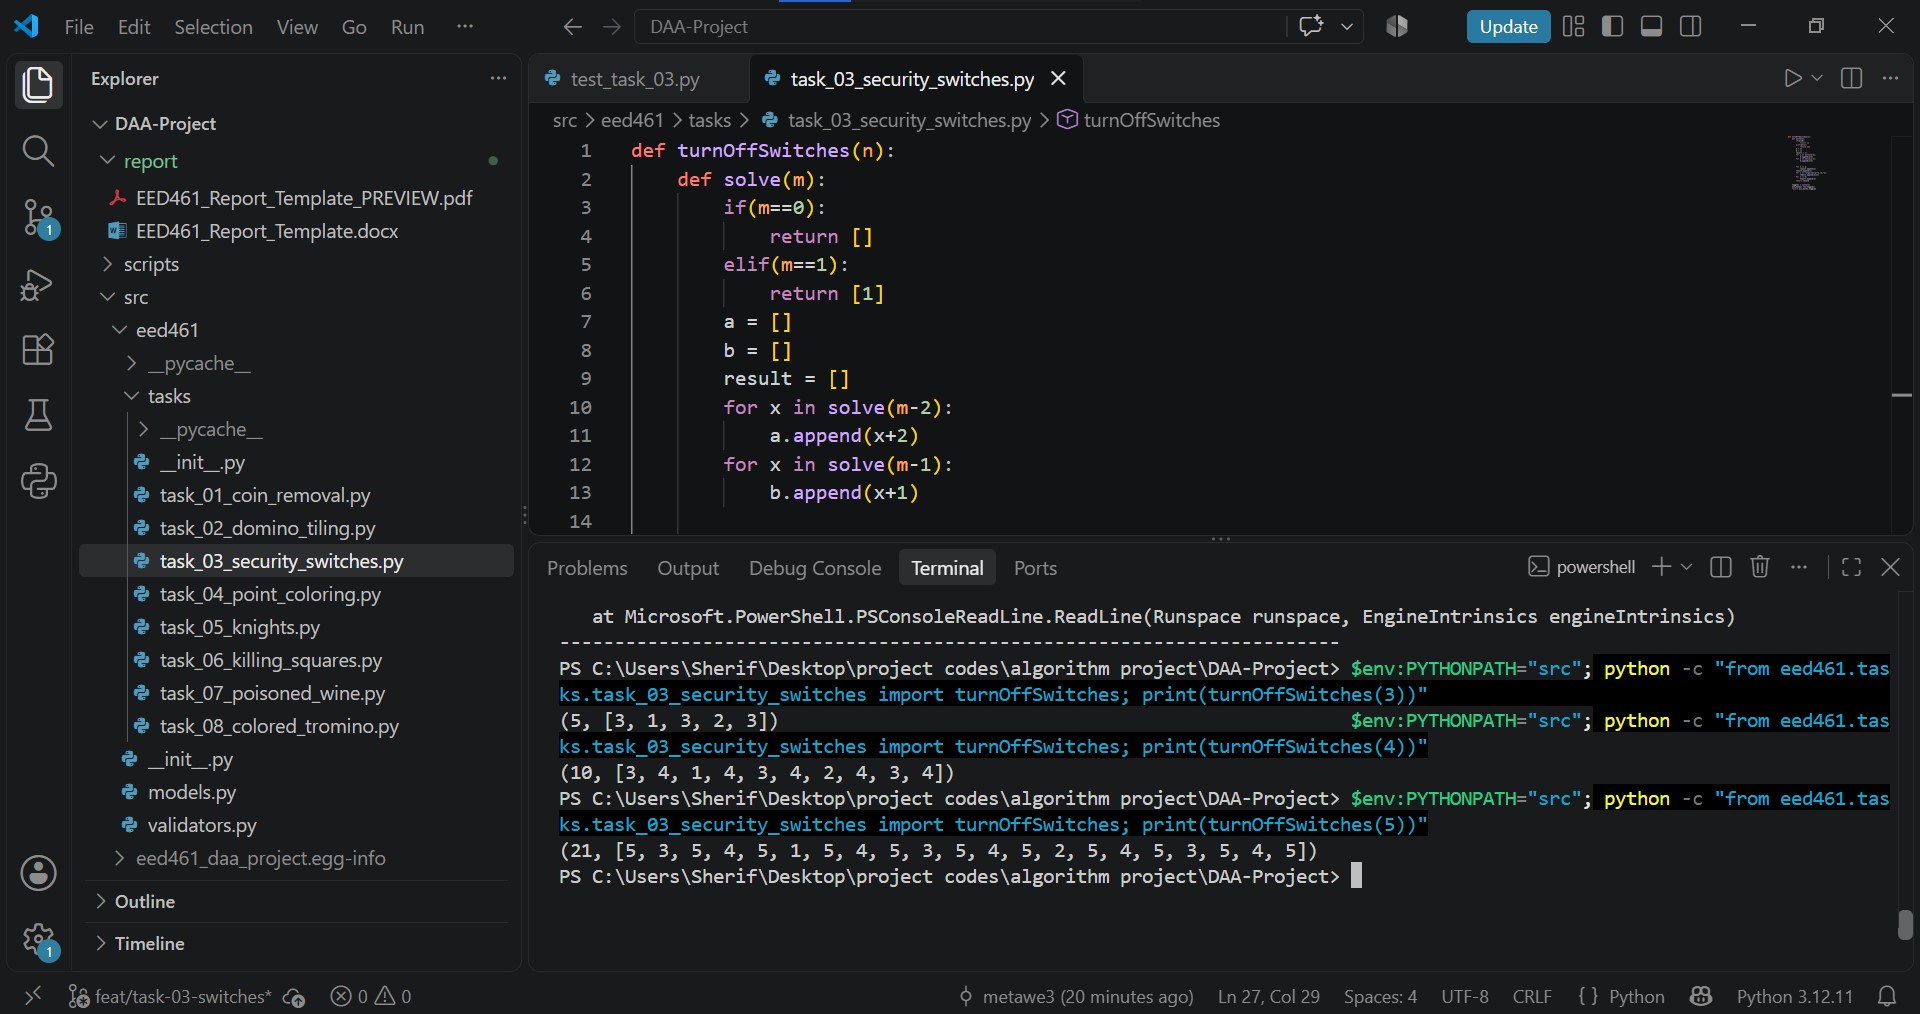 File Edit Selection View Go Run ···
DAA-Project
Update
Explorer
DAA-Project
report
EED461_Report_Template_PREVIEW.pdf
EED461_Report_Template.docx
scripts
src
eed461
__pycache__
tasks
__pycache__
__init__.py
task_01_coin_removal.py
task_02_domino_tiling.py
task_03_security_switches.py
task_04_point_coloring.py
task_05_knights.py
task_06_killing_squares.py
task_07_poisoned_wine.py
task_08_colored_tromino.py
__init__.py
models.py
validators.py
eed461_daa_project.egg-info
Outline
Timeline
1
1
test_task_03.py
task_03_security_switches.py
src > eed461 > tasks > task_03_security_switches.py > turnOffSwitches
1 def turnOffSwitches(n):
2 def solve(m):
3 if(m==0):
4 return []
5 elif(m==1):
6 return [1]
7 a = []
8 b = []
9 result = []
10 for x in solve(m-2):
11 a.append(x+2)
12 for x in solve(m-1):
13 b.append(x+1)
14
Problems Output Debug Console Terminal Ports
powershell
at Microsoft.PowerShell.PSConsoleReadLine.ReadLine(Runspace runspace, EngineIntrinsics engineIntrinsics)
-----------------------------------------------------------------------
PS C:\Users\Sherif\Desktop\project codes\algorithm project\DAA-Project> $env:PYTHONPATH="src"; python -c "from eed461.tas
ks.task_03_security_switches import turnOffSwitches; print(turnOffSwitches(3))"
(5, [3, 1, 3, 2, 3]) $env:PYTHONPATH="src"; python -c "from eed461.tas
ks.task_03_security_switches import turnOffSwitches; print(turnOffSwitches(4))"
(10, [3, 4, 1, 4, 3, 4, 2, 4, 3, 4])
PS C:\Users\Sherif\Desktop\project codes\algorithm project\DAA-Project> $env:PYTHONPATH="src"; python -c "from eed461.tas
ks.task_03_security_switches import turnOffSwitches; print(turnOffSwitches(5))"
(21, [5, 3, 5, 4, 5, 1, 5, 4, 5, 3, 5, 4, 5, 2, 5, 4, 5, 3, 5, 4, 5])
PS C:\Users\Sherif\Desktop\project codes\algorithm project\DAA-Project>
feat/task-03-switches* 0 0 metawe3 (20 minutes ago) Ln 27, Col 29 Spaces: 4 UTF-8 CRLF {} Python Python 3.12.11